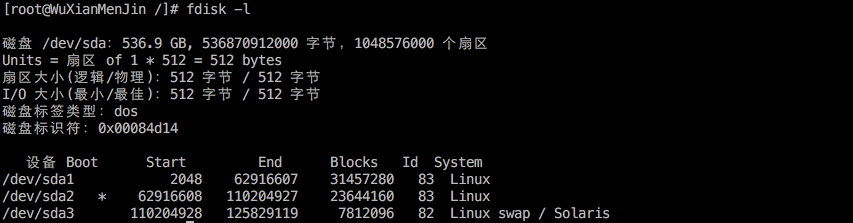 [root@WuXianMenJin /]# fdisk -l
磁盘 /dev/sda：536.9 GB, 536870912000 字节，1048576000 个扇区
Units = 扇区 of 1 * 512 = 512 bytes
扇区大小(逻辑/物理)：512 字节 / 512 字节
I/O 大小(最小/最佳)：512 字节 / 512 字节
磁盘标签类型：dos
磁盘标识符：0x00084d14
设备 Boot Start End Blocks Id System
/dev/sda1 2048 62916607 31457280 83 Linux
/dev/sda2 * 62916608 110204927 23644160 83 Linux
/dev/sda3 110204928 125829119 7812096 82 Linux swap / Solaris